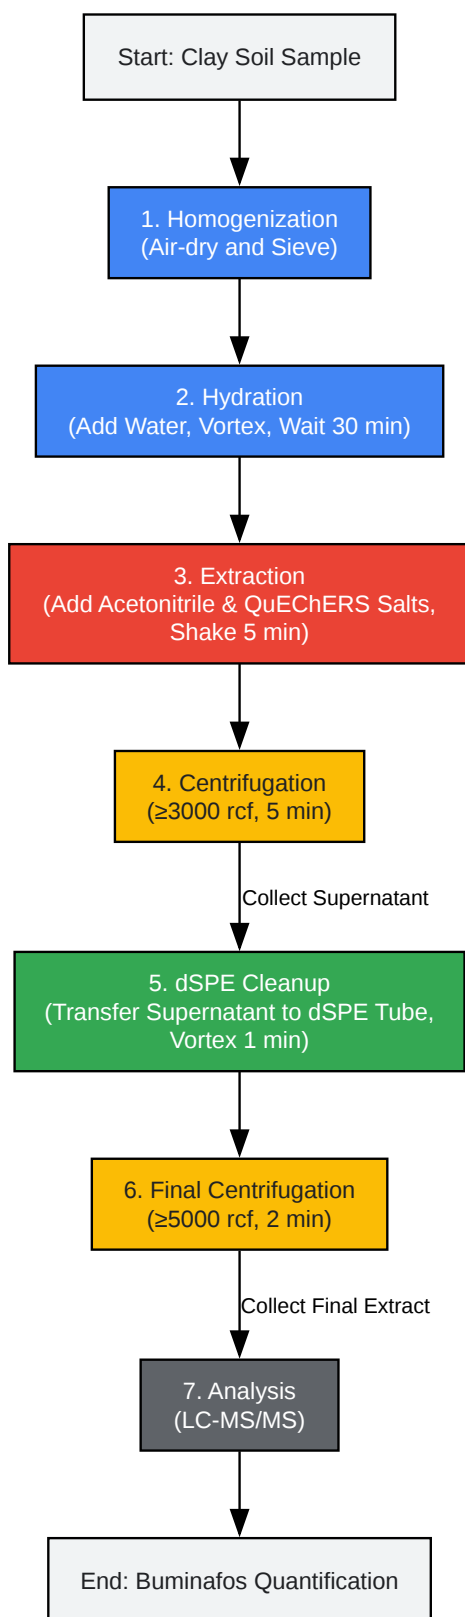 Start: Clay Soil Sample
1. Homogenization
(Air-dry and Sieve)
2. Hydration
(Add Water, Vortex, Wait 30 min)
3. Extraction
(Add Acetonitrile & QuEChERS Salts,
Shake 5 min)
4. Centrifugation
(≥3000 rcf, 5 min)
Collect Supernatant
5. dSPE Cleanup
(Transfer Supernatant to dSPE Tube,
Vortex 1 min)
6. Final Centrifugation
(≥5000 rcf, 2 min)
Collect Final Extract
7. Analysis
(LC-MS/MS)
End: Buminafos Quantification